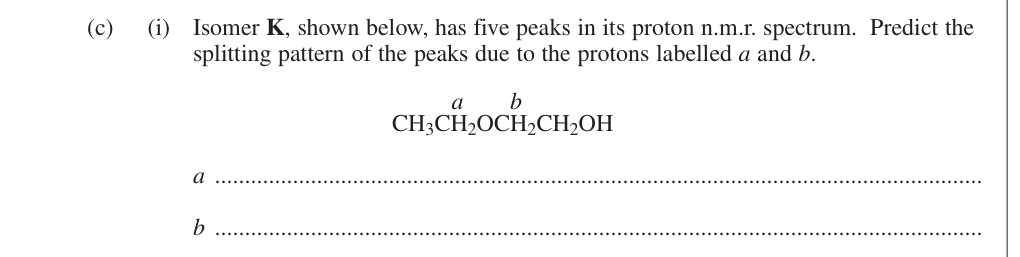 (c) (i) Isomer K, shown below, has five peaks in its proton n.m.r. spectrum. Predict the
splitting pattern of the peaks due to the protons labelled a and b.
a b
CH₃CH₂OCH₂CH₂OH
a ................................................................................
b ................................................................................